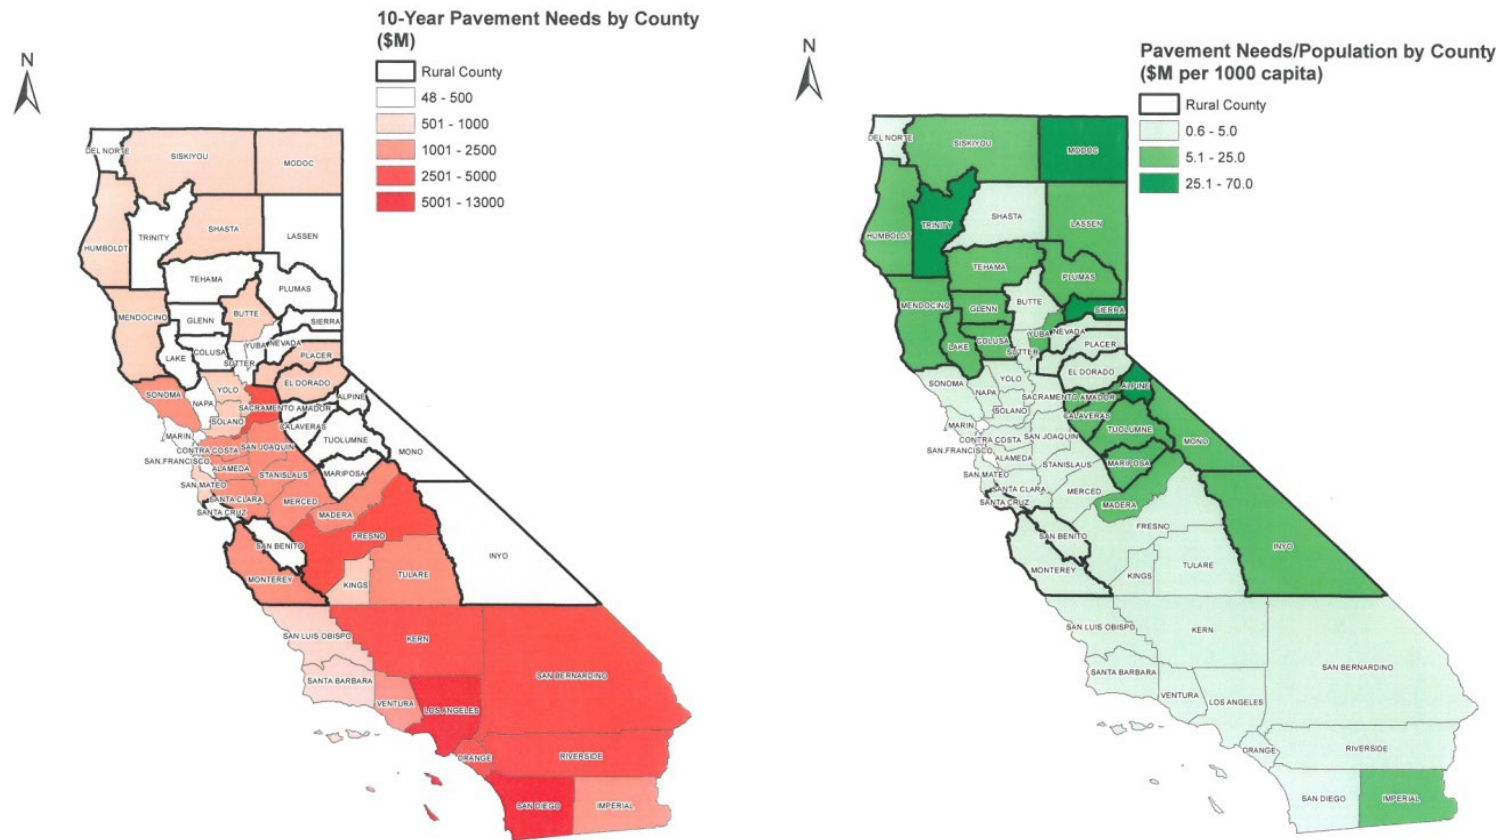 10-Year Pavement Needs by County
($M)
N
Rural County
48 - 500
501 - 1000
1001 - 2500
2501 - 5000
5001 - 13000
DEL NORTE
SISKIYOU
MODOC
HUMBOLDT
TRINITY
SHASTA
LASSEN
TEHAMA
PLUMAS
MENDOCINO
GLENN
BUTTE
SIERRA
LAKE
COLUSA
YUBA
NEVADA
SUTTER
PLACER
SONOMA
NAPA
YOLO
EL DORADO
SACRAMENTO
AMADOR
ALPINE
SOLANO
CALAVERAS
MARIN
TUOLUMNE
CONTRA COSTA
SAN JOAQUIN
MONO
SAN FRANCISCO
ALAMEDA
STANISLAUS
MARIPOSA
SAN MATEO
SANTA CLARA
MERCED
SANTA CRUZ
MADERA
FRESNO
SAN BENITO
INYO
MONTEREY
KINGS
TULARE
SAN LUIS OBISPO
KERN
SANTA BARBARA
SAN BERNARDINO
VENTURA
LOS ANGELES
ORANGE
RIVERSIDE
SAN DIEGO
IMPERIAL
Pavement Needs/Population by County
($M per 1000 capita)
N
Rural County
0.6 - 5.0
5.1 - 25.0
25.1 - 70.0
DEL NORTE
SISKIYOU
MODOC
HUMBOLDT
TRINITY
SHASTA
LASSEN
TEHAMA
PLUMAS
MENDOCINO
GLENN
BUTTE
SIERRA
LAKE
COLUSA
YUBA
NEVADA
SUTTER
PLACER
SONOMA
NAPA
YOLO
EL DORADO
SACRAMENTO
AMADOR
ALPINE
SOLANO
CALAVERAS
MARIN
TUOLUMNE
CONTRA COSTA
SAN JOAQUIN
MONO
SAN FRANCISCO
ALAMEDA
STANISLAUS
MARIPOSA
SAN MATEO
SANTA CLARA
MERCED
SANTA CRUZ
MADERA
FRESNO
SAN BENITO
INYO
MONTEREY
KINGS
TULARE
SAN LUIS OBISPO
KERN
SANTA BARBARA
SAN BERNARDINO
VENTURA
LOS ANGELES
ORANGE
RIVERSIDE
SAN DIEGO
IMPERIAL